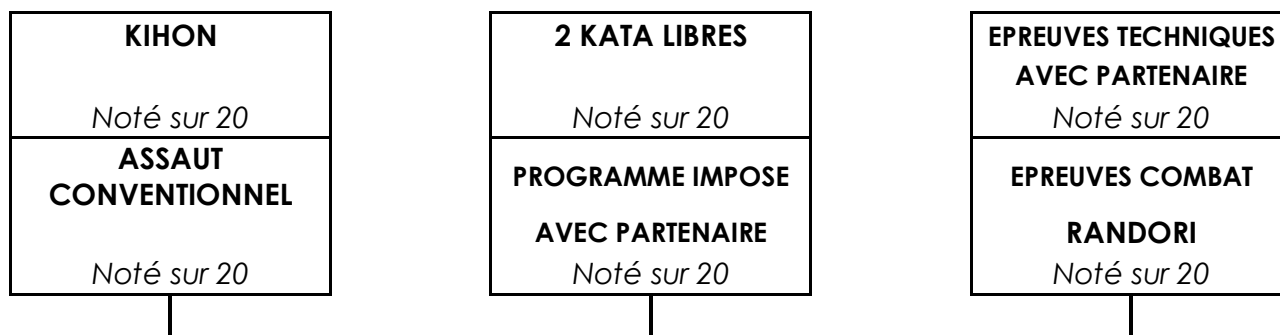 KIHON
Noté sur 20
ASSAUT
CONVENTIONNEL
Noté sur 20
2 KATA LIBRES
Noté sur 20
PROGRAMME IMPOSE
AVEC PARTENAIRE
Noté sur 20
EPREUVES TECHNIQUES
AVEC PARTENAIRE
Noté sur 20
EPREUVES COMBAT
RANDORI
Noté sur 20